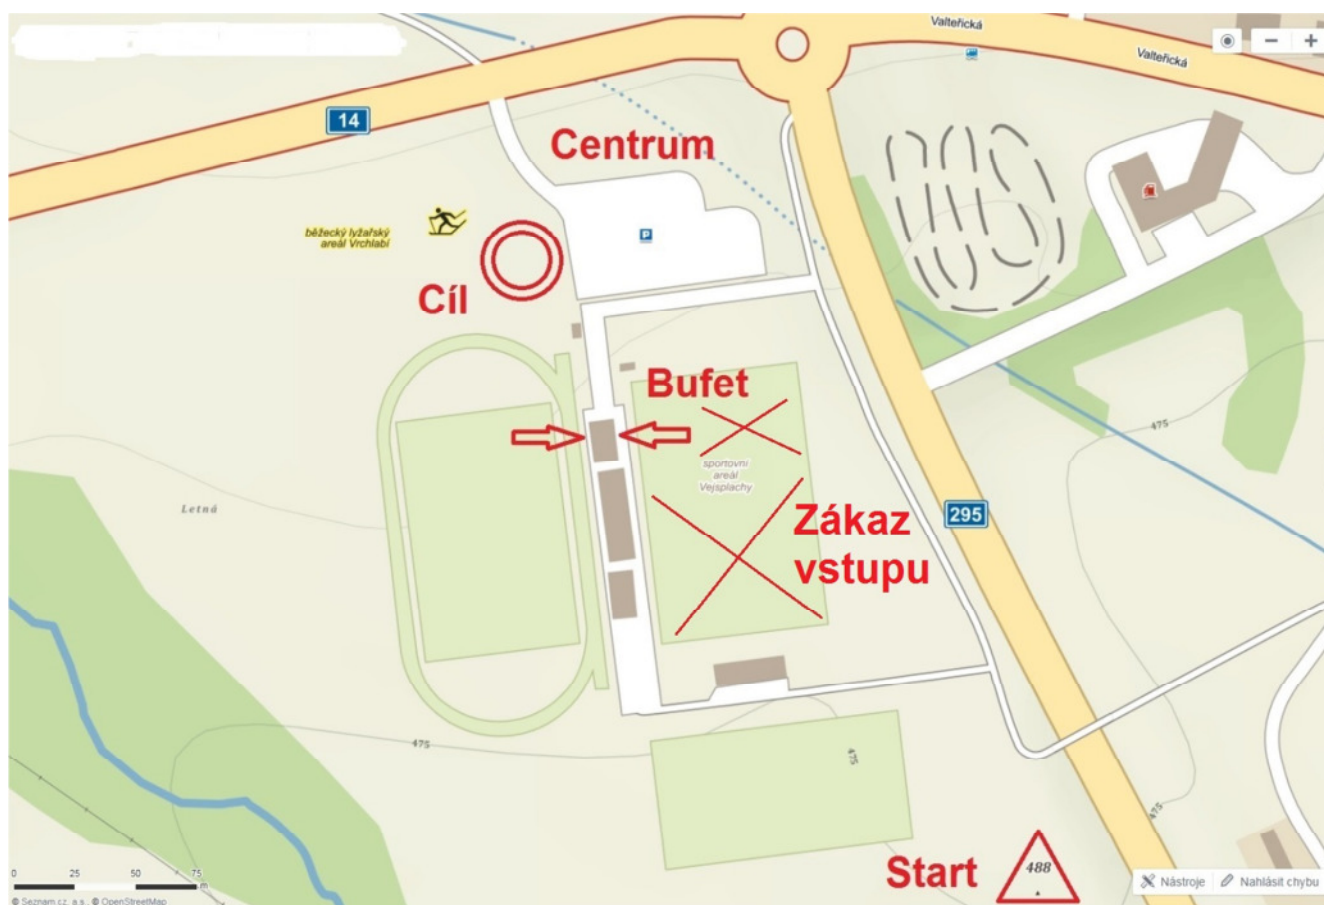 Valteřická
Valteřická
14
Centrum
běžecký lyžařský
areál Vrchlabí
P
Cíl
Bufet
475
sportovní
areál
Vejsplachy
Letná
295
Zákaz
vstupu
475
475
475
Start
488
0 25 50 75
m
Nástroje
Nahlásit chybu
© Seznam.cz, a.s., © OpenStreetMap